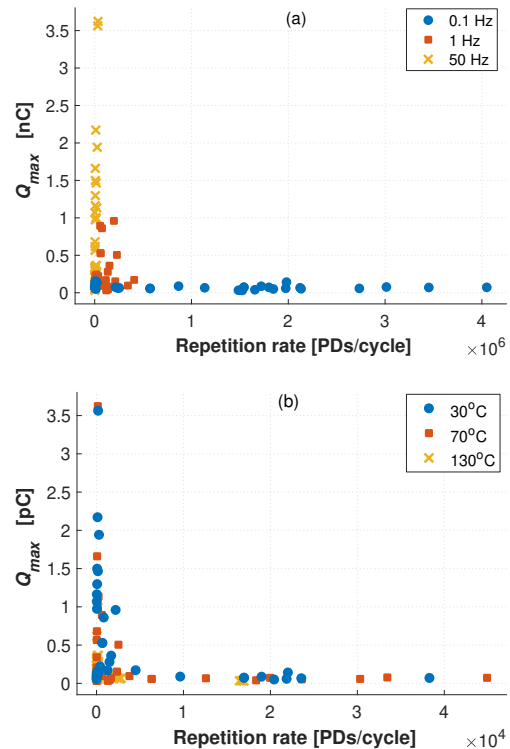 (a)
0.1 Hz
1 Hz
50 Hz
3.5
3
2.5
2
1.5
1
0.5
0
Qmax [nC]
0 1 2 3 4
Repetition rate [PDs/cycle] ×10^6
(b)
30°C
70°C
130°C
3.5
3
2.5
2
1.5
1
0.5
0
Qmax [pC]
0 1 2 3 4
Repetition rate [PDs/cycle] ×10^4